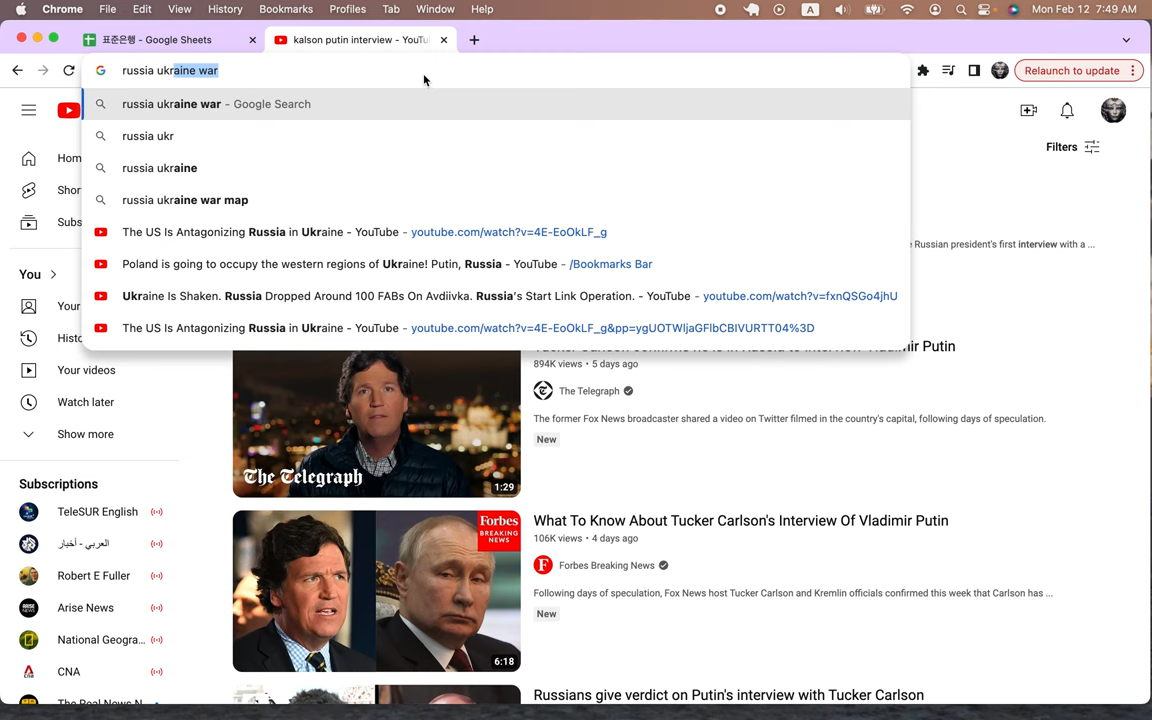 Chrome File Edit View History Bookmarks Profiles Tab Window Help A Mon Feb 12 7:49 AM
표준은행 - Google Sheets kalson putin interview - YouTu
russia ukraine war Relaunch to update
russia ukraine war - Google Search
russia ukr
russia ukraine
russia ukraine war map
The US Is Antagonizing Russia in Ukraine - YouTube - youtube.com/watch?v=4E-EoOkLF_g
Poland is going to occupy the western regions of Ukraine! Putin, Russia - YouTube - /Bookmarks Bar
Ukraine Is Shaken. Russia Dropped Around 100 FABs On Avdiivka. Russia's Start Link Operation. - YouTube - youtube.com/watch?v=fxnQSGo4jhU
The US Is Antagonizing Russia in Ukraine - YouTube - youtube.com/watch?v=4E-EoOkLF_g&pp=ygUOTWljaGFlbCBIVURTT04%3D
Filters
Hom
Shor
Subs
You
Your
Histo
Your videos
Watch later
Show more
Subscriptions
TeleSUR English
العربي - أخبار
Robert E Fuller
Arise News
National Geogra...
CNA
The Real News N
Russian president's first interview with a ...
Tucker Carlson confirms he is in Russia to interview Vladimir Putin
894K views • 5 days ago
The Telegraph
The former Fox News broadcaster shared a video on Twitter filmed in the country's capital, following days of speculation.
New
The Telegraph
1:29
Forbes
BREAKING
NEWS
6:18
What To Know About Tucker Carlson's Interview Of Vladimir Putin
106K views • 4 days ago
Forbes Breaking News
Following days of speculation, Fox News host Tucker Carlson and Kremlin officials confirmed this week that Carlson has ...
New
Russians give verdict on Putin's interview with Tucker Carlson